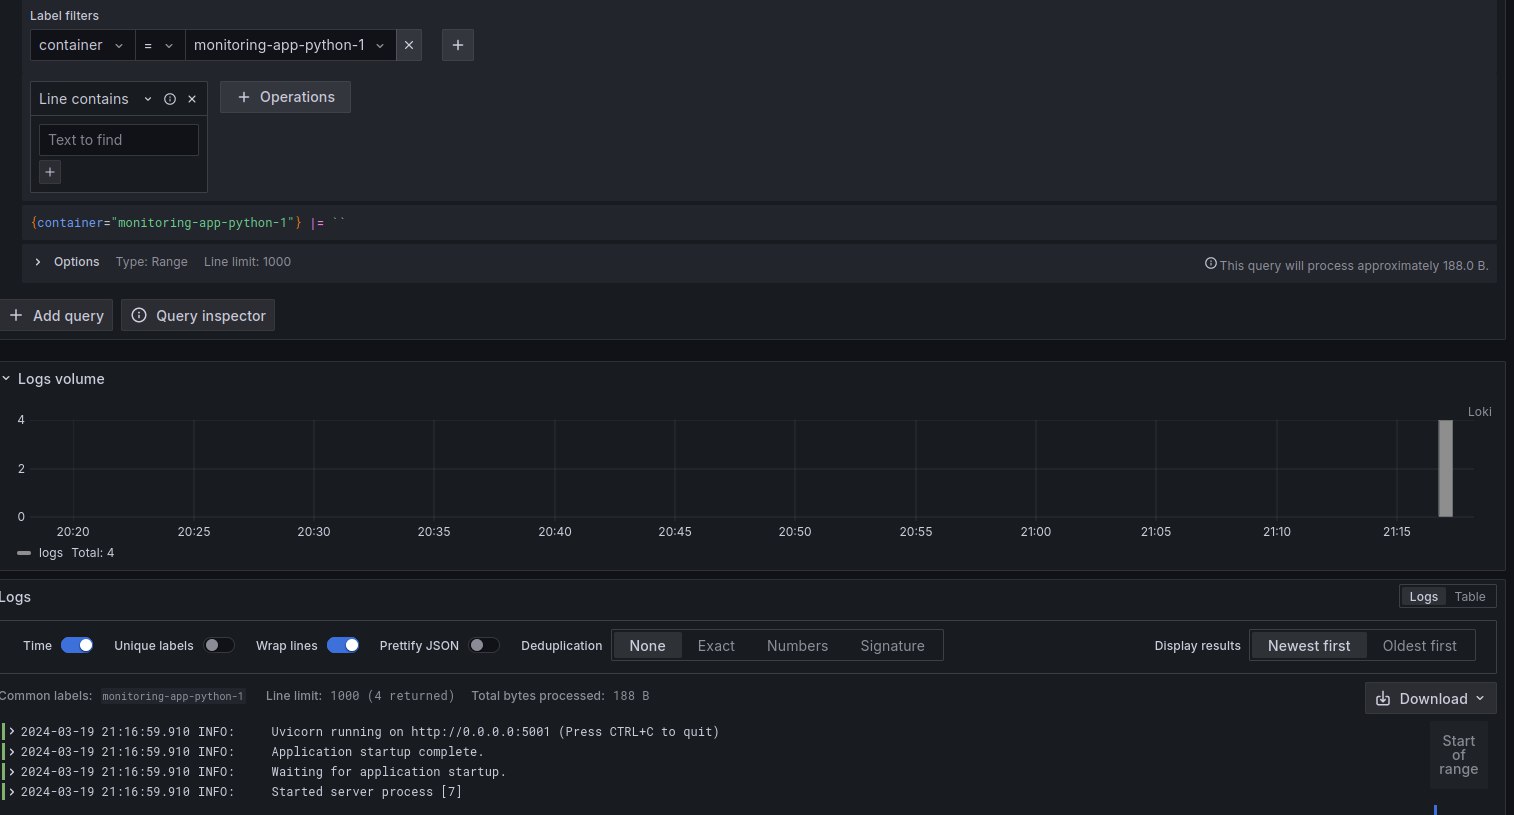 Label filters
container = monitoring-app-python-1
Line contains Operations
Text to find
{container="monitoring-app-python-1"} |= ``
Options Type: Range Line limit: 1000 This query will process approximately 188.0 B.
Add query Query inspector
Logs volume
Loki
4
2
0
20:20 20:25 20:30 20:35 20:40 20:45 20:50 20:55 21:00 21:05 21:10 21:15
logs Total: 4
Logs Logs Table
Time Unique labels Wrap lines Prettify JSON Deduplication None Exact Numbers Signature Display results Newest first Oldest first
Common labels: monitoring-app-python-1 Line limit: 1000 (4 returned) Total bytes processed: 188 B Download
2024-03-19 21:16:59.910 INFO: Uvicorn running on http://0.0.0.0:5001 (Press CTRL+C to quit)
2024-03-19 21:16:59.910 INFO: Application startup complete.
2024-03-19 21:16:59.910 INFO: Waiting for application startup.
2024-03-19 21:16:59.910 INFO: Started server process [7]
Start
of
range